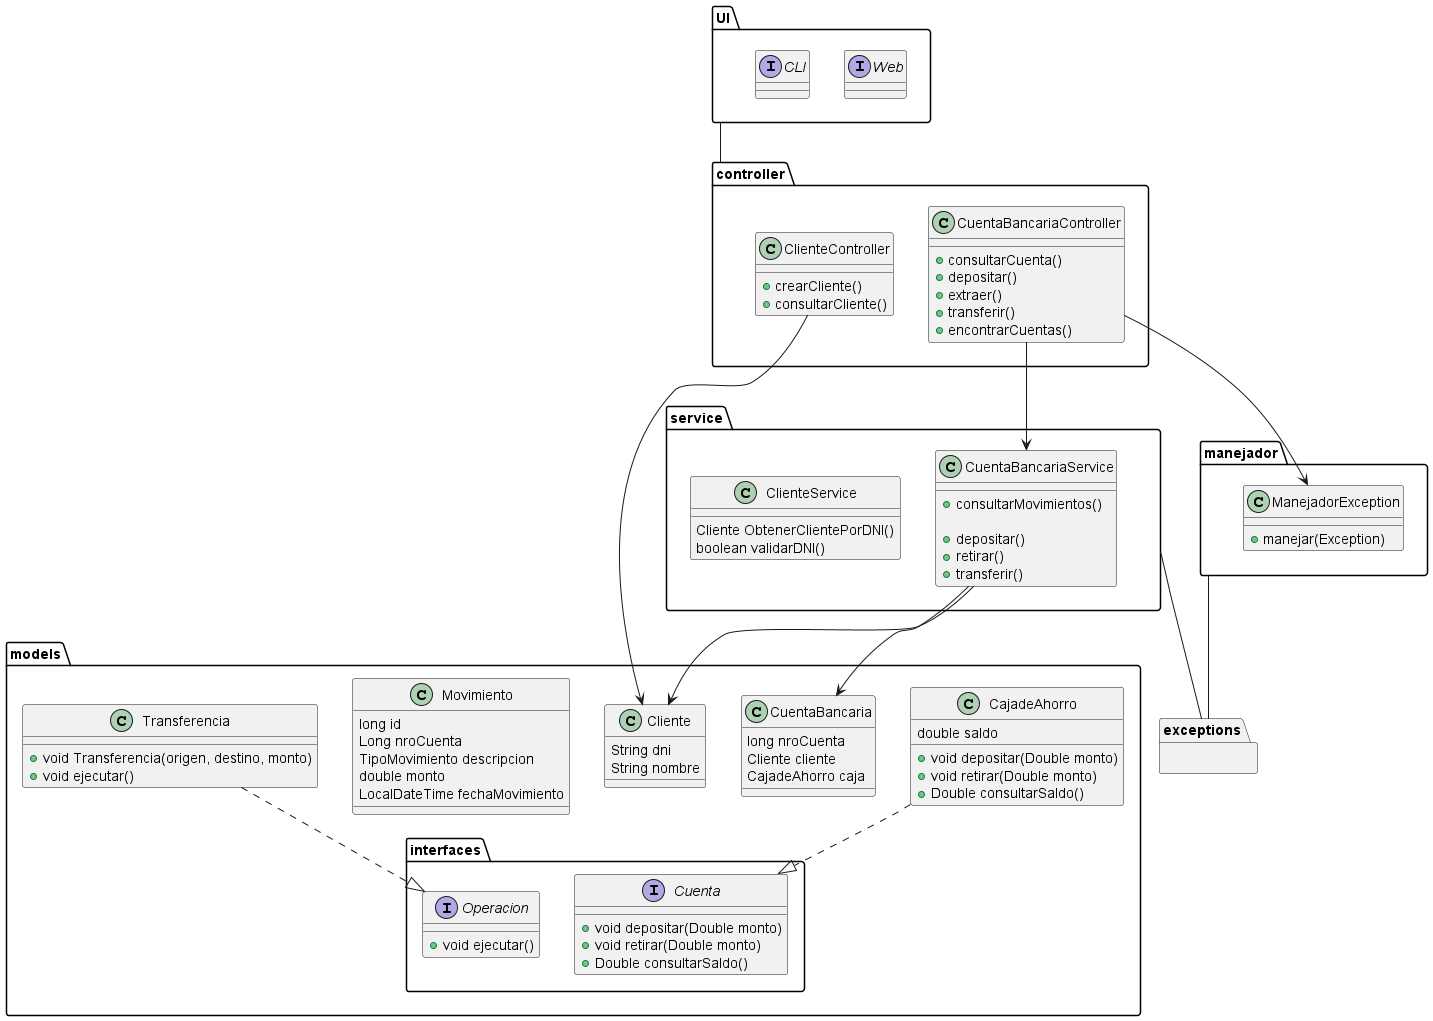 UI
I CLI
I Web
controller
C ClienteController
crearCliente()
consultarCliente()
C CuentaBancariaController
consultarCuenta()
depositar()
extraer()
transferir()
encontrarCuentas()
service
C ClienteService
Cliente ObtenerClientePorDNI()
boolean validarDNI()
C CuentaBancariaService
consultarMovimientos()
depositar()
retirar()
transferir()
manejador
C ManejadorException
manejar(Exception)
models
C Transferencia
void Transferencia(origen, destino, monto)
void ejecutar()
C Movimiento
long id
Long nroCuenta
TipoMovimiento descripcion
double monto
LocalDateTime fechaMovimiento
C Cliente
String dni
String nombre
C CuentaBancaria
long nroCuenta
Cliente cliente
CajadeAhorro caja
C CajadeAhorro
double saldo
void depositar(Double monto)
void retirar(Double monto)
Double consultarSaldo()
exceptions
interfaces
I Operacion
void ejecutar()
I Cuenta
void depositar(Double monto)
void retirar(Double monto)
Double consultarSaldo()